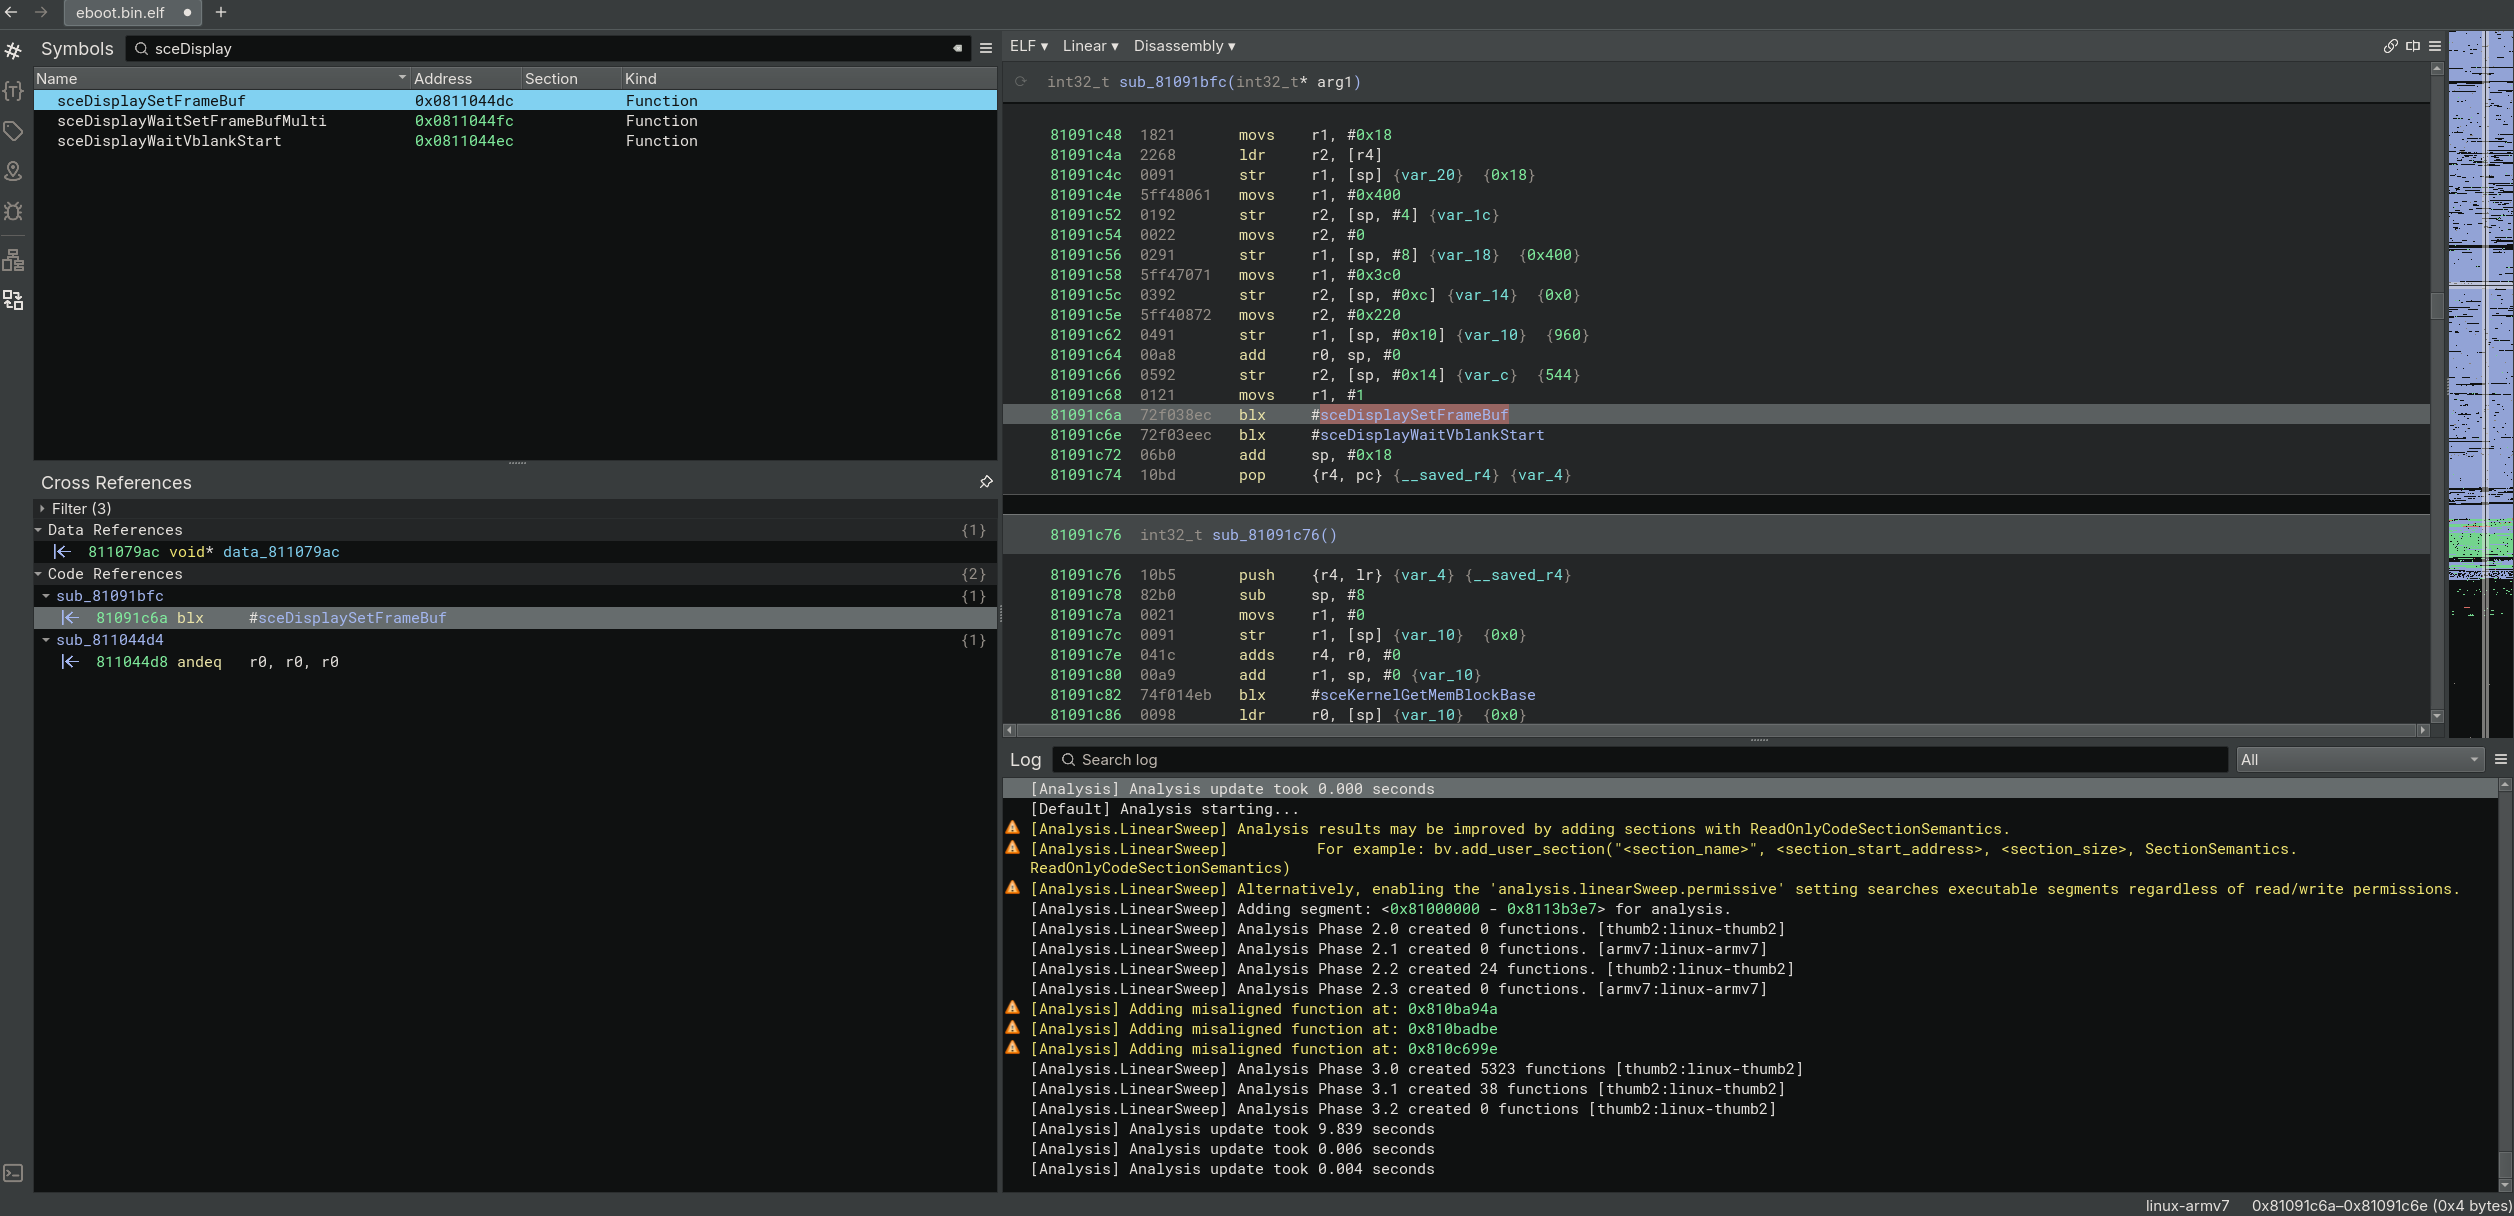 eboot.bin.elf
Symbols
sceDisplay
Name Address Section Kind
sceDisplaySetFrameBuf 0x0811044dc Function
sceDisplayWaitSetFrameBufMulti 0x0811044fc Function
sceDisplayWaitVblankStart 0x0811044ec Function
Cross References
Filter (3)
Data References {1}
811079ac void* data_811079ac
Code References {2}
sub_81091bfc {1}
81091c6a blx #sceDisplaySetFrameBuf
sub_811044d4 {1}
811044d8 andeq r0, r0, r0
ELF ▾ Linear ▾ Disassembly ▾
int32_t sub_81091bfc(int32_t* arg1)
81091c48 1821 movs r1, #0x18
81091c4a 2268 ldr r2, [r4]
81091c4c 0091 str r1, [sp] {var_20} {0x18}
81091c4e 5ff48061 movs r1, #0x400
81091c52 0192 str r2, [sp, #4] {var_1c}
81091c54 0022 movs r2, #0
81091c56 0291 str r1, [sp, #8] {var_18} {0x400}
81091c58 5ff47071 movs r1, #0x3c0
81091c5c 0392 str r2, [sp, #0xc] {var_14} {0x0}
81091c5e 5ff40872 movs r2, #0x220
81091c62 0491 str r1, [sp, #0x10] {var_10} {960}
81091c64 00a8 add r0, sp, #0
81091c66 0592 str r2, [sp, #0x14] {var_c} {544}
81091c68 0121 movs r1, #1
81091c6a 72f038ec blx #sceDisplaySetFrameBuf
81091c6e 72f03eec blx #sceDisplayWaitVblankStart
81091c72 06b0 add sp, #0x18
81091c74 10bd pop {r4, pc} {__saved_r4} {var_4}
81091c76 int32_t sub_81091c76()
81091c76 10b5 push {r4, lr} {var_4} {__saved_r4}
81091c78 82b0 sub sp, #8
81091c7a 0021 movs r1, #0
81091c7c 0091 str r1, [sp] {var_10} {0x0}
81091c7e 041c adds r4, r0, #0
81091c80 00a9 add r1, sp, #0 {var_10}
81091c82 74f014eb blx #sceKernelGetMemBlockBase
81091c86 0098 ldr r0, [sp] {var_10} {0x0}
Log
Search log
All
[Analysis] Analysis update took 0.000 seconds
[Default] Analysis starting...
[Analysis.LinearSweep] Analysis results may be improved by adding sections with ReadOnlyCodeSectionSemantics.
[Analysis.LinearSweep] For example: bv.add_user_section("<section_name>", <section_start_address>, <section_size>, SectionSemantics.
ReadOnlyCodeSectionSemantics)
[Analysis.LinearSweep] Alternatively, enabling the 'analysis.linearSweep.permissive' setting searches executable segments regardless of read/write permissions.
[Analysis.LinearSweep] Adding segment: <0x81000000 - 0x8113b3e7> for analysis.
[Analysis.LinearSweep] Analysis Phase 2.0 created 0 functions. [thumb2:linux-thumb2]
[Analysis.LinearSweep] Analysis Phase 2.1 created 0 functions. [armv7:linux-armv7]
[Analysis.LinearSweep] Analysis Phase 2.2 created 24 functions. [thumb2:linux-thumb2]
[Analysis.LinearSweep] Analysis Phase 2.3 created 0 functions. [armv7:linux-armv7]
[Analysis] Adding misaligned function at: 0x810ba94a
[Analysis] Adding misaligned function at: 0x810badbe
[Analysis] Adding misaligned function at: 0x810c699e
[Analysis.LinearSweep] Analysis Phase 3.0 created 5323 functions [thumb2:linux-thumb2]
[Analysis.LinearSweep] Analysis Phase 3.1 created 38 functions [thumb2:linux-thumb2]
[Analysis.LinearSweep] Analysis Phase 3.2 created 0 functions [thumb2:linux-thumb2]
[Analysis] Analysis update took 9.839 seconds
[Analysis] Analysis update took 0.006 seconds
[Analysis] Analysis update took 0.004 seconds
linux-armv7 0x81091c6a–0x81091c6e (0x4 bytes)